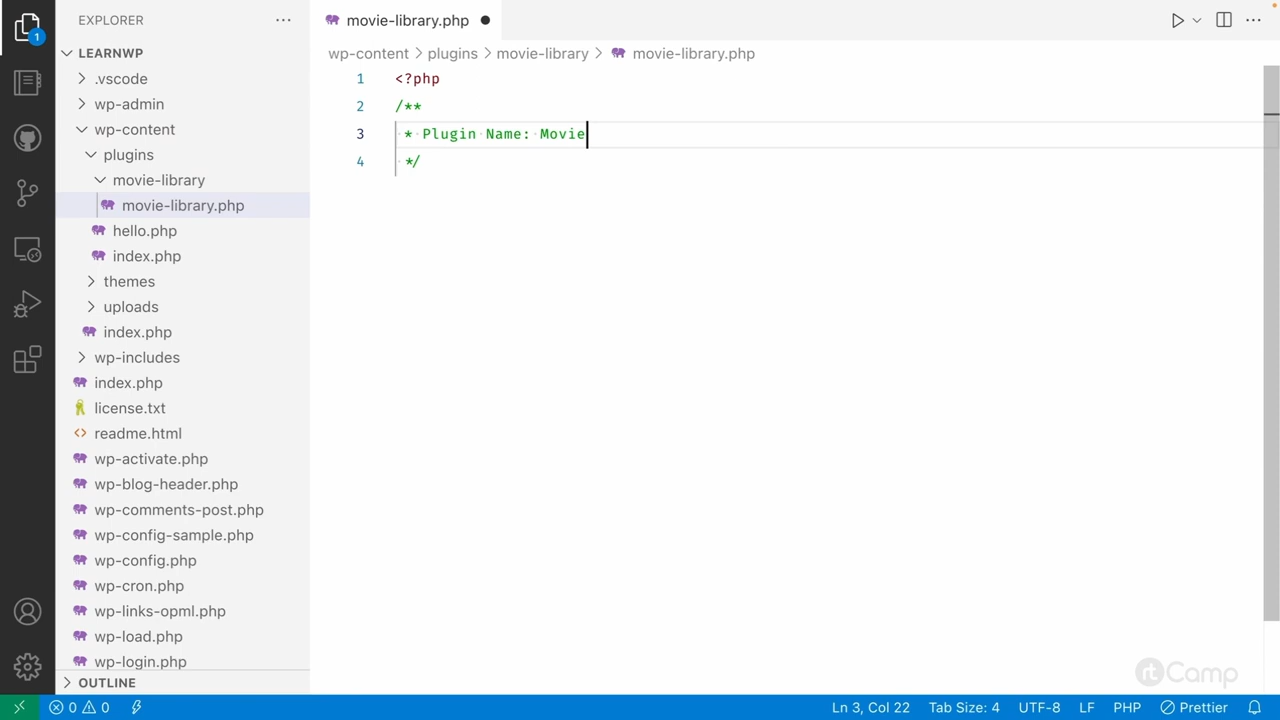 EXPLORER
1
LEARNWP
.vscode
wp-admin
wp-content
plugins
movie-library
movie-library.php
hello.php
index.php
themes
uploads
index.php
wp-includes
index.php
license.txt
readme.html
wp-activate.php
wp-blog-header.php
wp-comments-post.php
wp-config-sample.php
wp-config.php
wp-cron.php
wp-links-opml.php
wp-load.php
wp-login.php
OUTLINE
movie-library.php
wp-content > plugins > movie-library > movie-library.php
1 <?php
2 /**
3 * Plugin Name: Movie
4 */
rtCamp
0 0 Ln 3, Col 22 Tab Size: 4 UTF-8 LF PHP Prettier